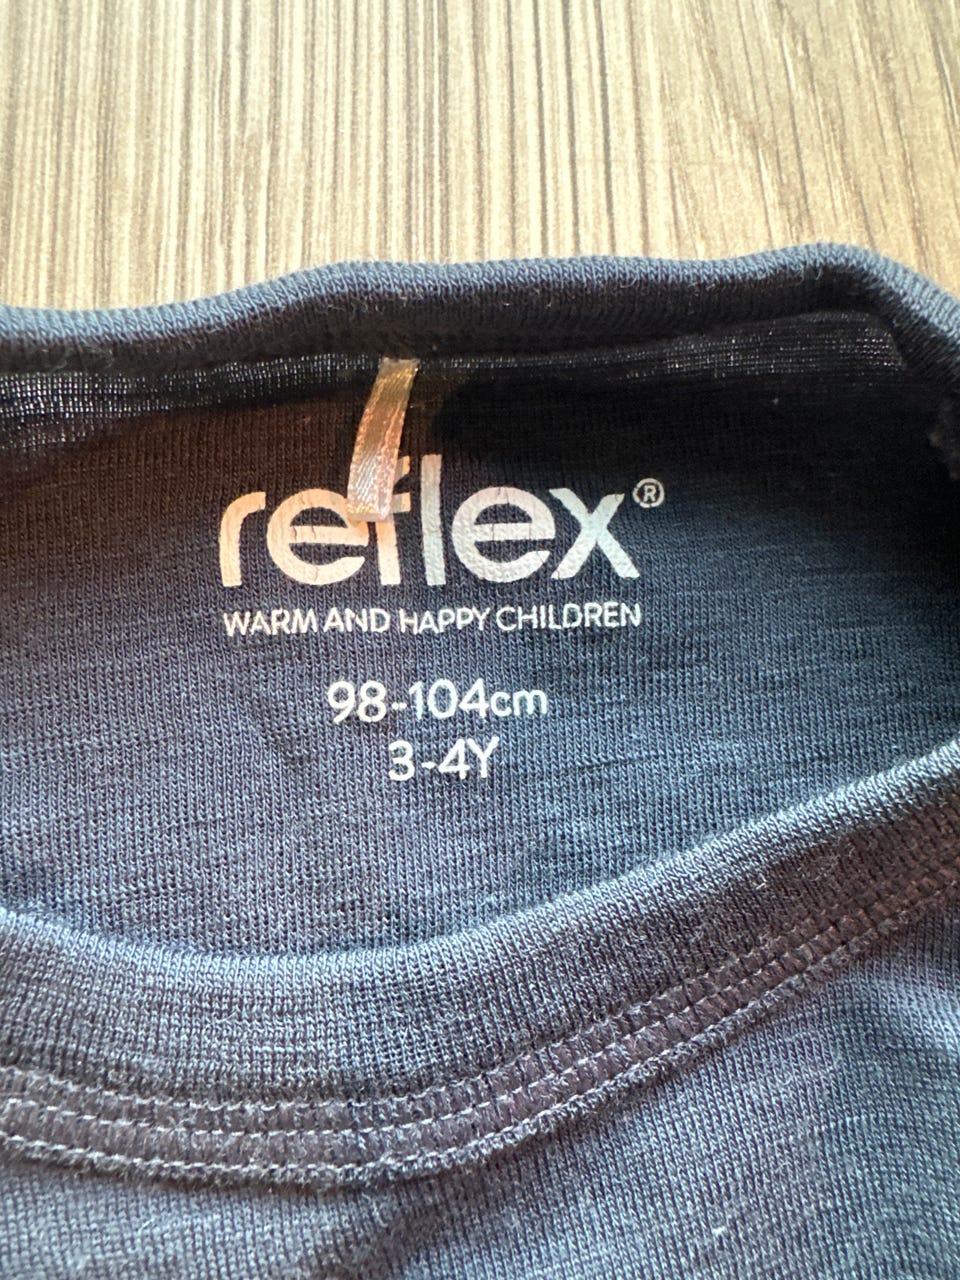 reflex®
WARM AND HAPPY CHILDREN
98-104cm
3-4Y